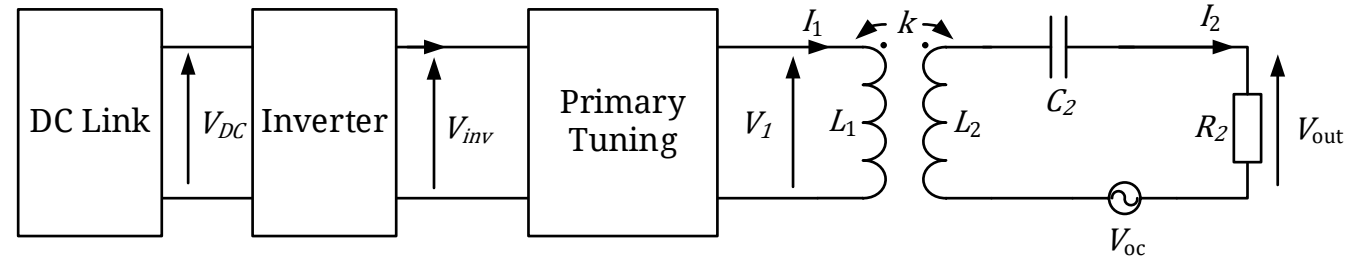 DC Link
V_DC
Inverter
V_inv
Primary
Tuning
I_1
V_1
L_1
k
L_2
C_2
I_2
R_2
V_out
V_oc